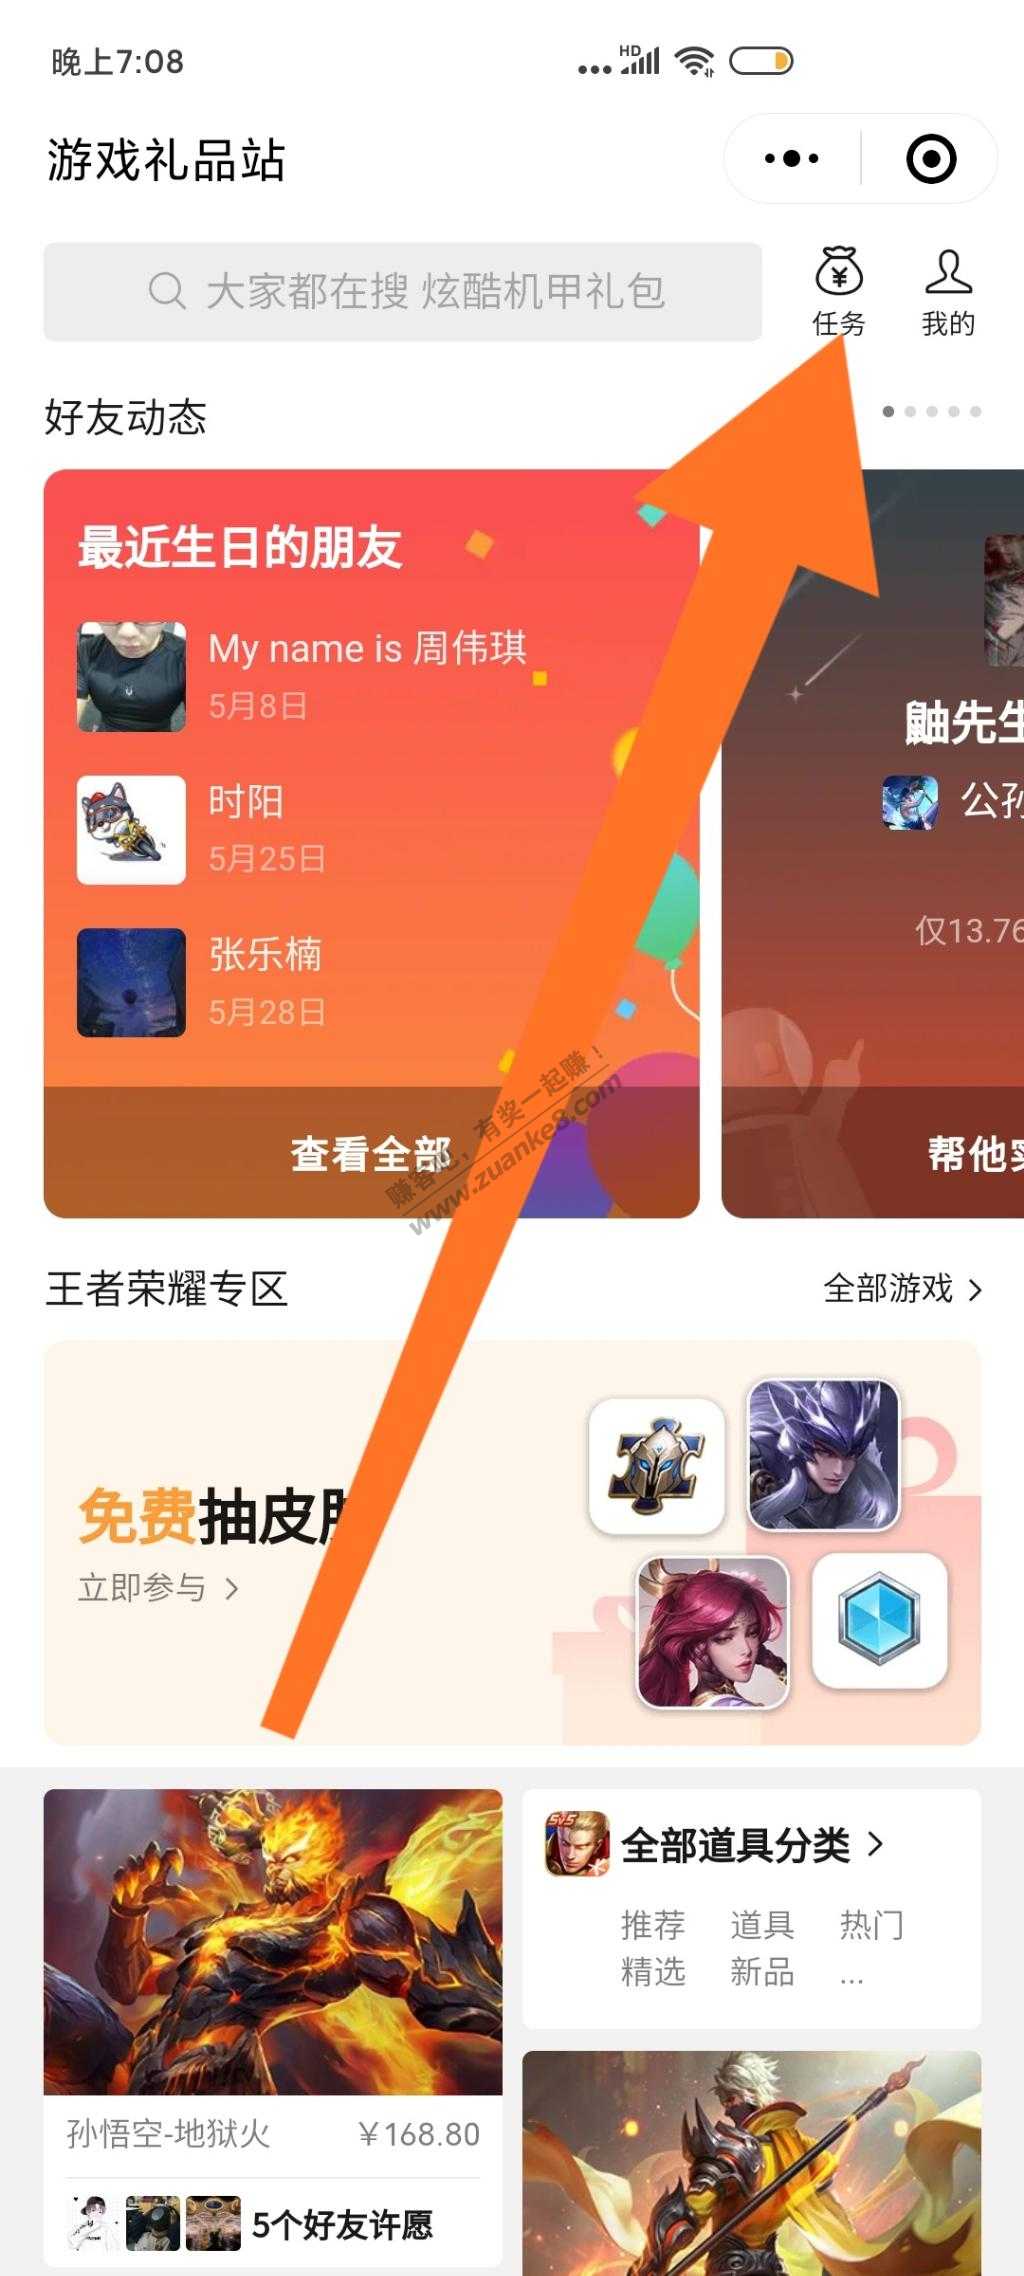 晚上7:08
HD
游戏礼品站
大家都在搜 炫酷机甲礼包
任务
我的
好友动态
最近生日的朋友
My name is 周伟琪
5月8日
时阳
5月25日
张乐楠
5月28日
查看全部
鼬先生
公孙
仅13.76
帮他实
赚客吧，有奖一起赚！
www.zuanke8.com
王者荣耀专区
全部游戏
免费抽皮肤
立即参与
孙悟空-地狱火
¥168.80
5个好友许愿
5v5
全部道具分类
推荐 道具 热门
精选 新品 ...